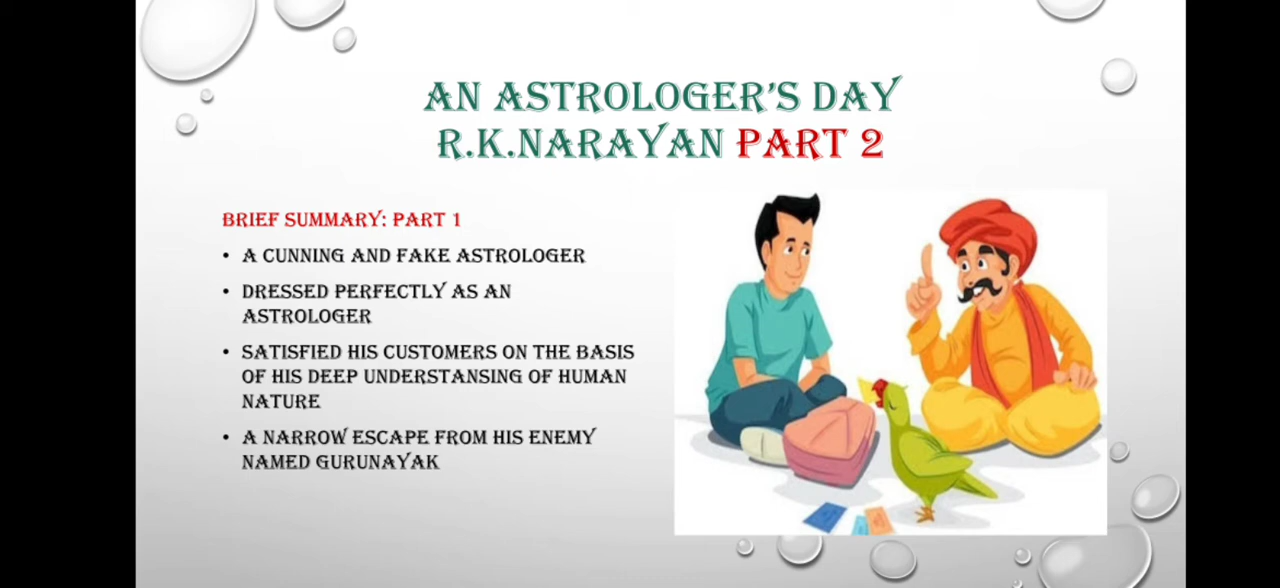 AN ASTROLOGER'S DAY
R.K.NARAYAN PART 2
BRIEF SUMMARY: PART 1
• A CUNNING AND FAKE ASTROLOGER
• DRESSED PERFECTLY AS AN
ASTROLOGER
• SATISFIED HIS CUSTOMERS ON THE BASIS
OF HIS DEEP UNDERSTANSING OF HUMAN
NATURE
• A NARROW ESCAPE FROM HIS ENEMY
NAMED GURUNAYAK